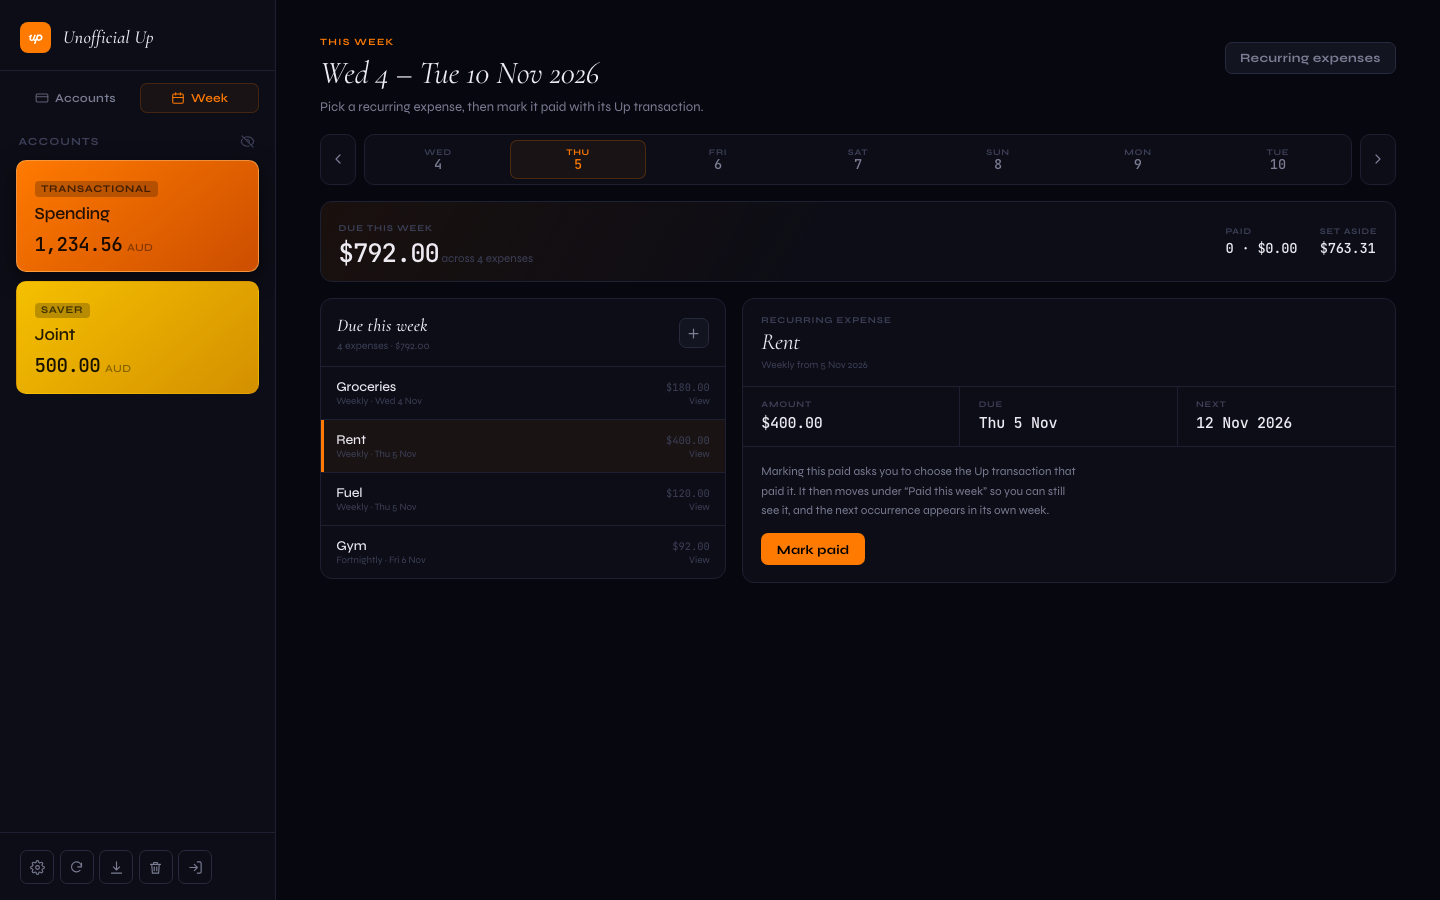 up Unofficial Up
Accounts
Week
ACCOUNTS
TRANSACTIONAL
Spending
1,234.56 AUD
SAVER
Joint
500.00 AUD
THIS WEEK
Wed 4 – Tue 10 Nov 2026
Pick a recurring expense, then mark it paid with its Up transaction.
Recurring expenses
WED
4
THU
5
FRI
6
SAT
7
SUN
8
MON
9
TUE
10
DUE THIS WEEK
$792.00 across 4 expenses
PAID
0 · $0.00
SET ASIDE
$763.31
Due this week
4 expenses · $792.00
Groceries
Weekly · Wed 4 Nov
$180.00
View
Rent
Weekly · Thu 5 Nov
$400.00
View
Fuel
Weekly · Thu 5 Nov
$120.00
View
Gym
Fortnightly · Fri 6 Nov
$92.00
View
RECURRING EXPENSE
Rent
Weekly from 5 Nov 2026
AMOUNT
$400.00
DUE
Thu 5 Nov
NEXT
12 Nov 2026
Marking this paid asks you to choose the Up transaction that
paid it. It then moves under “Paid this week” so you can still
see it, and the next occurrence appears in its own week.
Mark paid